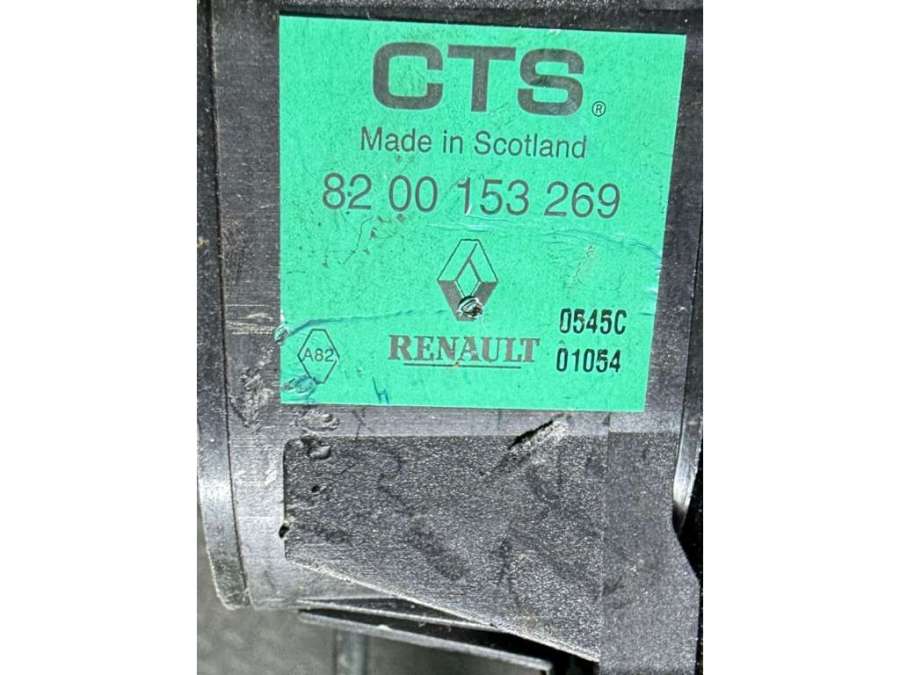 CTS®
Made in Scotland
82 00 153 269
0545C
A82 RENAULT 01054